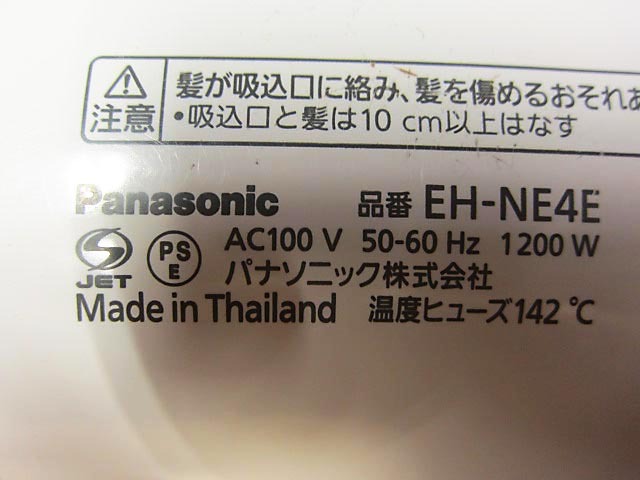 髪が吸込口に絡み、髪を傷めるおそれあ
注意
•吸込口と髪は10 cm以上はなす
Panasonic 品番 EH-NE4E
JET PS E AC100 V 50-60 Hz 1200 W
パナソニック株式会社
Made in Thailand 温度ヒューズ142 ℃